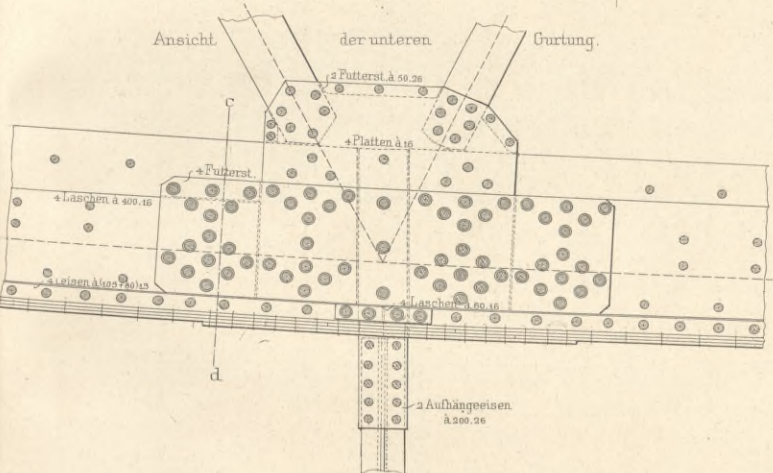 Ansicht der unteren Gurtung.
2 Futterst. à 50.26
c
4 Platten à 16
4 Futterst.
4 Laschen à 400.16
4 Laschen à 80.16
d.
2 Aufhängeeisen
à 200.26